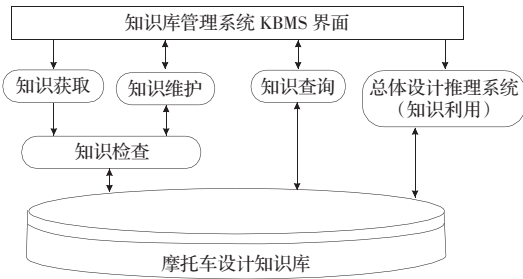 知识库管理系统 KBMS 界面
知识获取
知识维护
知识查询
总体设计推理系统
（知识利用）
知识检查
摩托车设计知识库